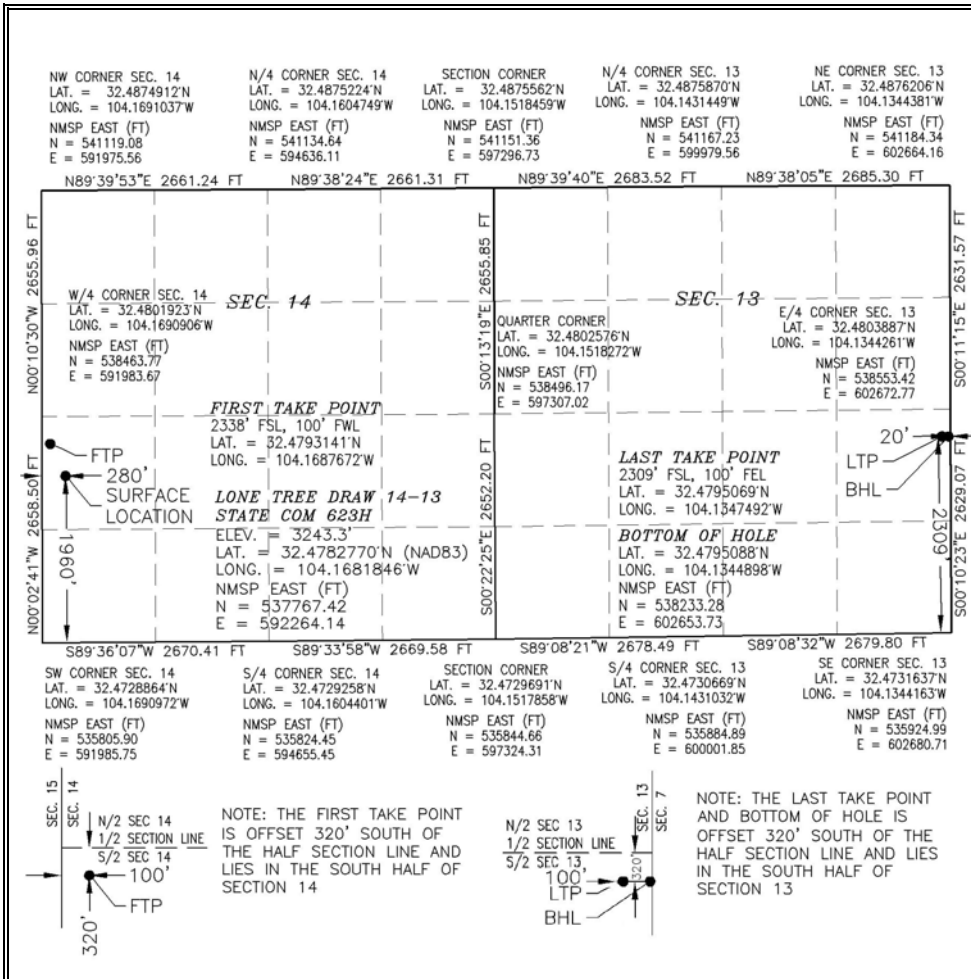 NW CORNER SEC. 14
LAT. = 32.4874912'N
LONG. = 104.1691037'W
NMSP EAST (FT)
N = 541119.08
E = 591975.56
N/4 CORNER SEC. 14
LAT. = 32.4875224'N
LONG. = 104.1604749'W
NMSP EAST (FT)
N = 541134.64
E = 594636.11
SECTION CORNER
LAT. = 32.4875562'N
LONG. = 104.1518459'W
NMSP EAST (FT)
N = 541151.36
E = 597296.73
N/4 CORNER SEC. 13
LAT. = 32.4875870'N
LONG. = 104.1431449'W
NMSP EAST (FT)
N = 541167.23
E = 599979.56
NE CORNER SEC. 13
LAT. = 32.4876206'N
LONG. = 104.1344381'W
NMSP EAST (FT)
N = 541184.34
E = 602664.16
N89'39'53"E 2661.24 FT
N89'38'24"E 2661.31 FT
N89'39'40"E 2683.52 FT
N89'38'05"E 2685.30 FT
N00'10'30"W 2655.96 FT
S00'13'19"E 2655.85 FT
S00'11'15"E 2631.57 FT
W/4 CORNER SEC. 14
LAT. = 32.4801923'N
LONG. = 104.1690906'W
NMSP EAST (FT)
N = 538463.77
E = 591983.67
SEC. 14
SEC. 13
QUARTER CORNER
LAT. = 32.4802576'N
LONG. = 104.1518272'W
NMSP EAST (FT)
N = 538496.17
E = 597307.02
E/4 CORNER SEC. 13
LAT. = 32.4803887'N
LONG. = 104.1344261'W
NMSP EAST (FT)
N = 538553.42
E = 602672.77
FIRST TAKE POINT
2338' FSL, 100' FWL
LAT. = 32.4793141'N
LONG. = 104.1687672'W
FTP
280'
SURFACE
LOCATION
1990'
LONE TREE DRAW 14-13
STATE COM 623H
ELEV. = 3243.3'
LAT. = 32.4782770'N (NAD83)
LONG. = 104.1681846'W
NMSP EAST (FT)
N = 537767.42
E = 592264.14
LAST TAKE POINT
2309' FSL, 100' FEL
LAT. = 32.4795069'N
LONG. = 104.1347492'W
BOTTOM OF HOLE
LAT. = 32.4795088'N
LONG. = 104.1344898'W
NMSP EAST (FT)
N = 538233.28
E = 602653.73
20'
LTP
BHL
2309'
N00'02'41"W 2658.50 FT
S00'22'25"E 2652.20 FT
S00'10'23"E 2629.07 FT
S89'36'07"W 2670.41 FT
S89'33'58"W 2669.58 FT
S89'08'21"W 2678.49 FT
S89'08'32"W 2679.80 FT
SW CORNER SEC. 14
LAT. = 32.4728864'N
LONG. = 104.1690972'W
NMSP EAST (FT)
N = 535805.90
E = 591985.75
S/4 CORNER SEC. 14
LAT. = 32.4729258'N
LONG. = 104.1604401'W
NMSP EAST (FT)
N = 535824.45
E = 594655.45
SECTION CORNER
LAT. = 32.4729691'N
LONG. = 104.1517858'W
NMSP EAST (FT)
N = 535844.66
E = 597324.31
S/4 CORNER SEC. 13
LAT. = 32.4730669'N
LONG. = 104.1431032'W
NMSP EAST (FT)
N = 535884.89
E = 600001.85
SE CORNER SEC. 13
LAT. = 32.4731637'N
LONG. = 104.1344163'W
NMSP EAST (FT)
N = 535924.99
E = 602680.71
SEC. 15
SEC. 14
N/2 SEC 14
1/2 SECTION LINE
S/2 SEC 14
100'
FTP
320'
NOTE: THE FIRST TAKE POINT
IS OFFSET 320' SOUTH OF
THE HALF SECTION LINE AND
LIES IN THE SOUTH HALF OF
SECTION 14
SEC. 13
SEC. 7
N/2 SEC 13
1/2 SECTION LINE
S/2 SEC 13
100'
LTP
320'
BHL
NOTE: THE LAST TAKE POINT
AND BOTTOM OF HOLE IS
OFFSET 320' SOUTH OF THE
HALF SECTION LINE AND LIES
IN THE SOUTH HALF OF
SECTION 13